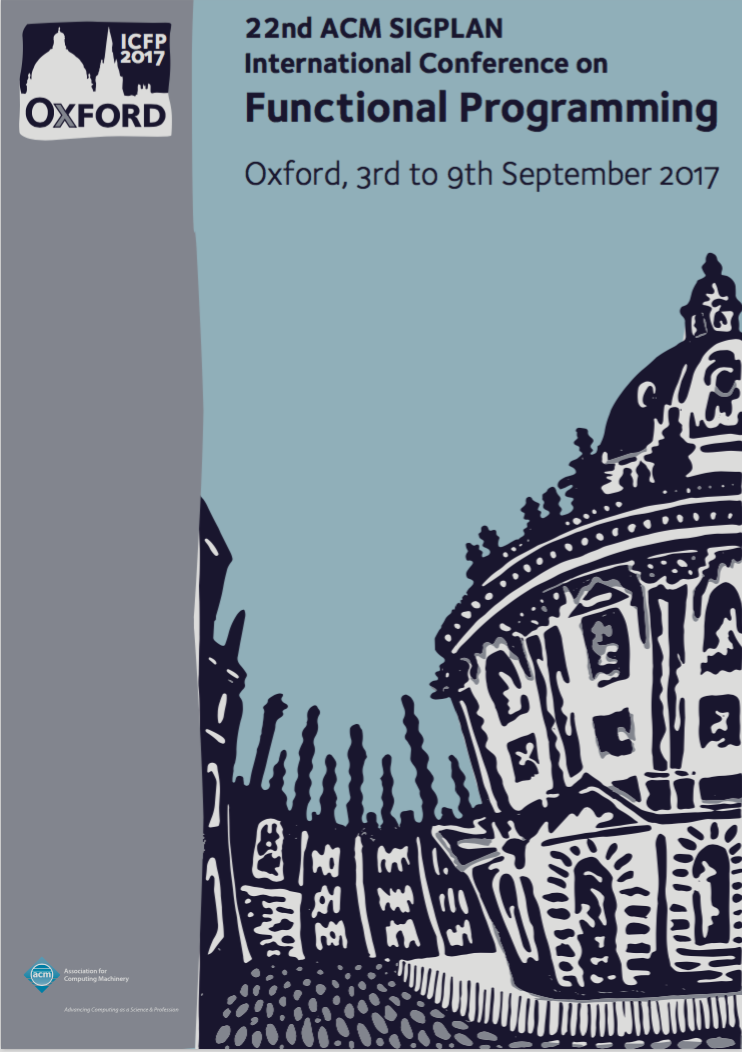 ICFP
2017
OXFORD
22nd ACM SIGPLAN
International Conference on
Functional Programming
Oxford, 3rd to 9th September 2017
acm
Association for
Computing Machinery
Advancing Computing as a Science & Profession